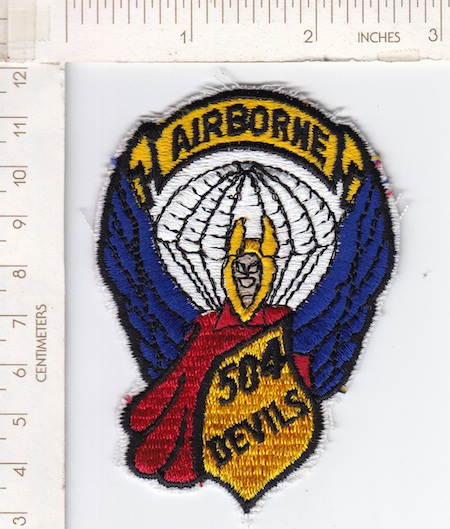 1 2 INCHES 3
12
11
10
9
8
7
6
5
4
3
CENTIMETERS
AIRBORNE
504
DEVILS